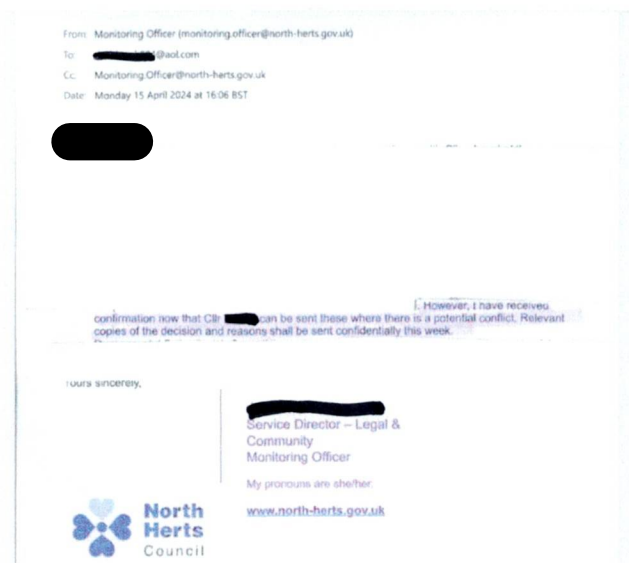 From: Monitoring Officer (monitoring.officer@north-herts.gov.uk)
To: @aol.com
Cc: Monitoring.Officer@north-herts.gov.uk
Date: Monday 15 April 2024 at 16:06 BST
. However, I have received
confirmation now that Cllr can be sent these where there is a potential conflict. Relevant
copies of the decision and reasons shall be sent confidentially this week.
Yours sincerely,
Service Director – Legal &
Community
Monitoring Officer
My pronouns are she/her.
www.north-herts.gov.uk
North
Herts
Council